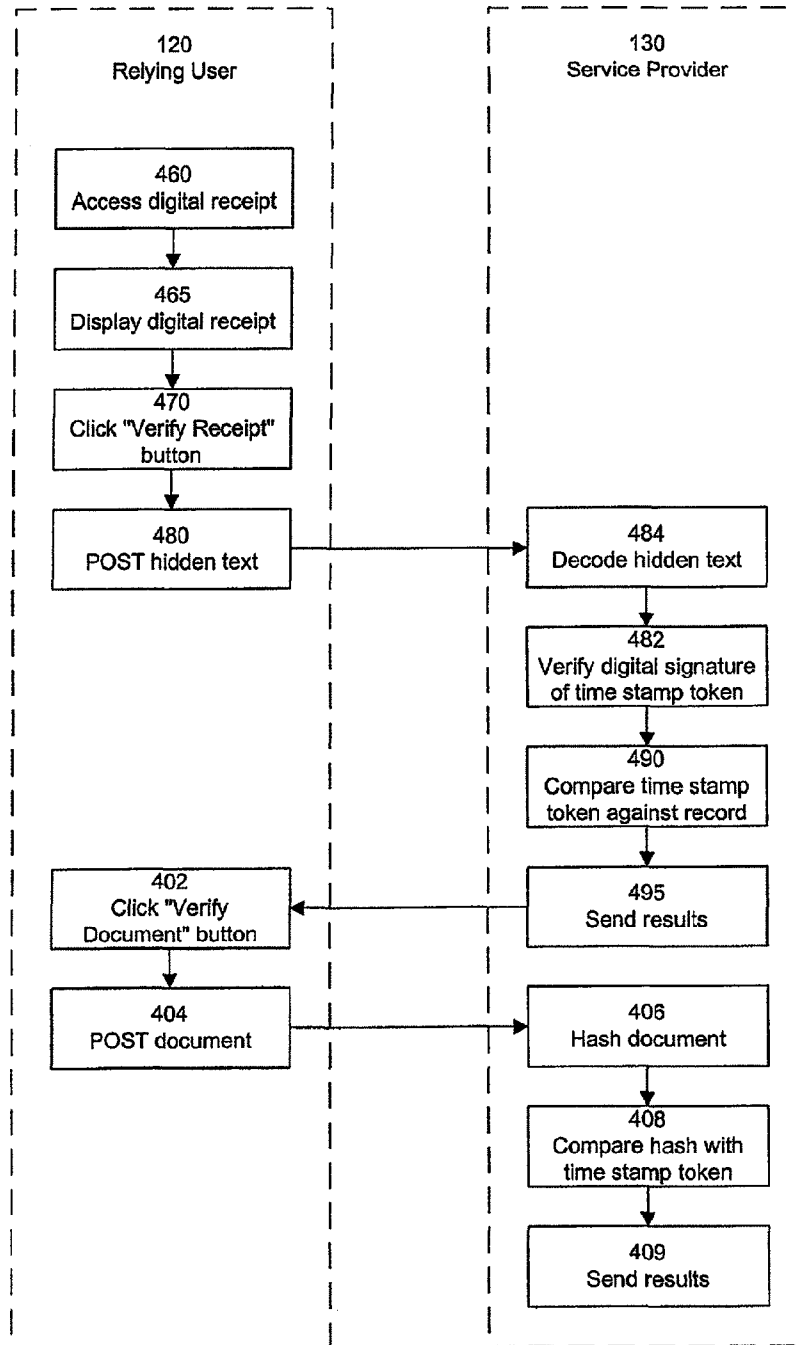 120
Relying User
130
Service Provider
460
Access digital receipt
465
Display digital receipt
470
Click "Verify Receipt"
button
480
POST hidden text
484
Decode hidden text
482
Verify digital signature
of time stamp token
490
Compare time stamp
token against record
495
Send results
402
Click "Verify
Document" button
404
POST document
406
Hash document
408
Compare hash with
time stamp token
409
Send results